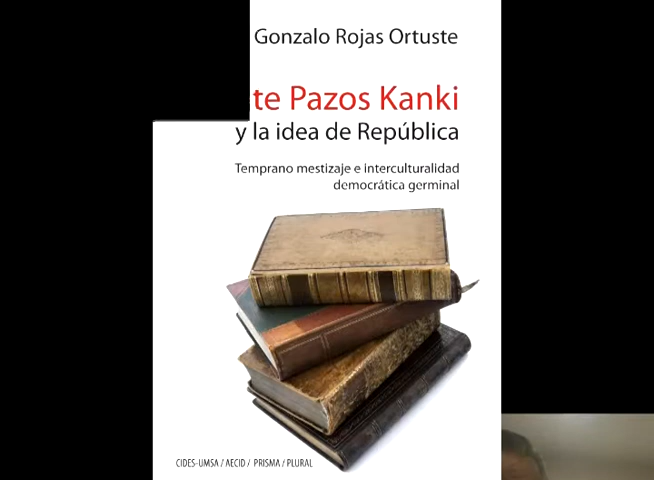 Gonzalo Rojas Ortuste
te Pazos Kanki
y la idea de República
Temprano mestizaje e interculturalidad
democrática germinal
CIDES-UMSA / AECID / PRISMA / PLURAL